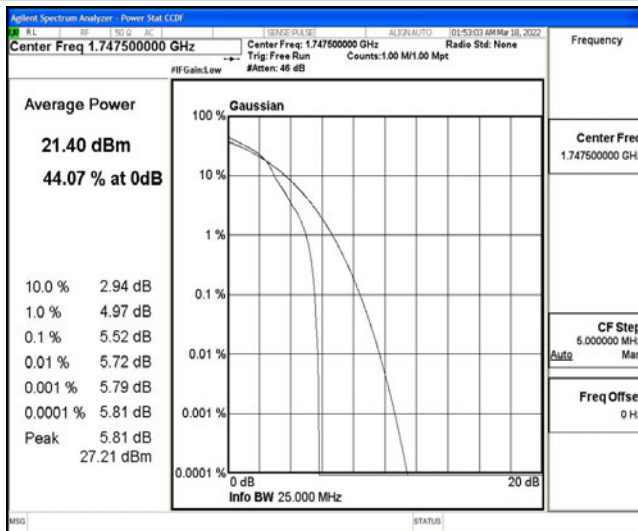 Agilent Spectrum Analyzer - Power Stat CCDF
RL RF 50 Ω AC SENSE:PULSE ALIGN AUTO 01:53:03 AM Mar 18, 2022
Center Freq 1.747500000 GHz
Center Freq: 1.747500000 GHz Radio Std: None
Trig: Free Run Counts:1.00 M/1.00 Mpt
#IFGain:Low #Atten: 46 dB
Frequency
Average Power
21.40 dBm
44.07 % at 0dB
10.0 % 2.94 dB
1.0 % 4.97 dB
0.1 % 5.52 dB
0.01 % 5.72 dB
0.001 % 5.79 dB
0.0001 % 5.81 dB
Peak 5.81 dB
27.21 dBm
Gaussian
100 %
10 %
1 %
0.1 %
0.01 %
0.001 %
0.0001 %
0 dB 20 dB
Info BW 25.000 MHz
Center Freq
1.747500000 GHz
CF Step
5.000000 MHz
Auto Man
Freq Offse
0 Hz
MSG STATUS